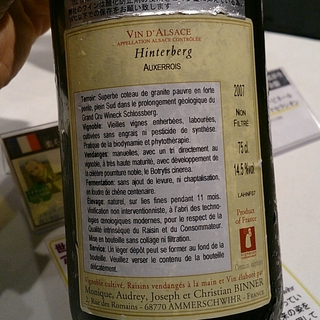 VIN D'ALSACE
APPELLATION ALSACE CONTRÔLÉE
Hinterberg
AUXERROIS
Terroir: Superbe coteau de granite pauvre en forte
pente, plein Sud dans le prolongement géologique du
Grand Cru Wineck Schlossberg.
Vignoble: Vieilles vignes enherbées, labourées,
cultivées sans engrais ni pesticide de synthèse.
Pratique de la biodynamie et phytothérapie.
Vendanges: manuelles, avec un tri directement au
vignoble, à très haute maturité, avec développement de
la célèbre pourriture noble, le Botrytis cinerea.
Fermentation: sans ajout de levure, ni chaptalisation,
en foudre de chêne centenaire.
Elevage: naturel, sur lies fines pendant 11 mois.
Vinification non interventionniste, à l'abri des techno-
logies œnologiques modernes, pour le respect de la
Qualité intrinsèque du Raisin et du Consommateur.
Mise en bouteille sans collage ni filtration.
Service: Un léger dépôt peut se former au fond de la
bouteille. Veuillez verser le contenu de la bouteille
délicatement.
2007
NON
FILTRÉ
75 cl
14.5 %vol
LAHNF07
Product
of France
Vignoble cultivé, Raisins vendangés à la main et Vin élaboré par
Monique, Audrey, Joseph et Christian BINNER
2, Rue des Romains - 68770 AMMERSCHWIHR - FRANCE